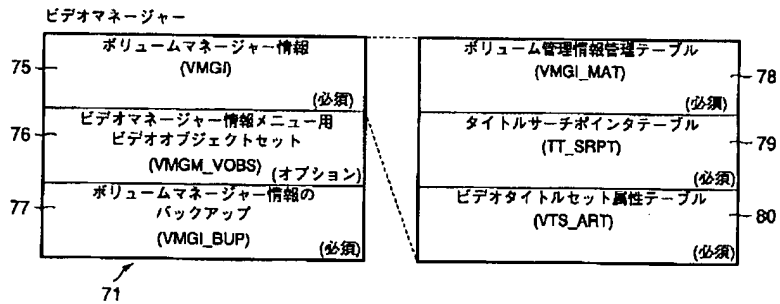 ビデオマネージャー
75
ボリュームマネージャー情報
(VMGI)
(必須)
76
ビデオマネージャー情報メニュー用
ビデオオブジェクトセット
(VMGM_VOBS)
(オプション)
77
ボリュームマネージャー情報の
バックアップ
(VMGI_BUP)
(必須)
71
ボリューム管理情報管理テーブル
(VMGI_MAT)
(必須)
78
タイトルサーチポインタテーブル
(TT_SRPT)
(必須)
79
ビデオタイトルセット属性テーブル
(VTS_ART)
(必須)
80